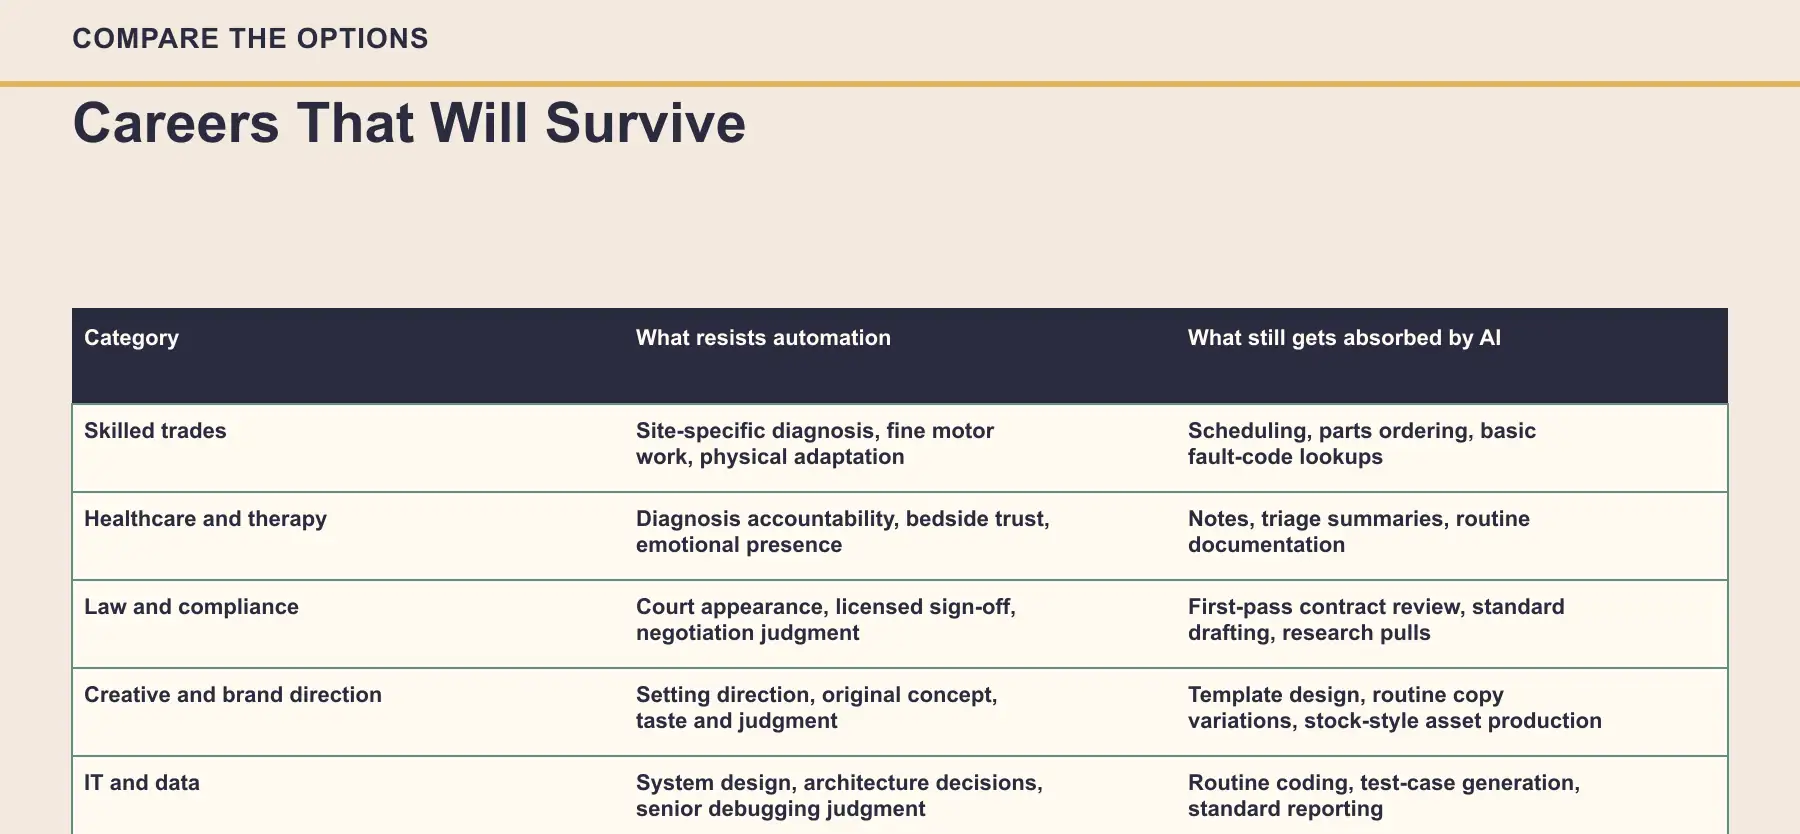 COMPARE THE OPTIONS
Careers That Will Survive
Category
What resists automation
What still gets absorbed by AI
Skilled trades
Site-specific diagnosis, fine motor
work, physical adaptation
Scheduling, parts ordering, basic
fault-code lookups
Healthcare and therapy
Diagnosis accountability, bedside trust,
emotional presence
Notes, triage summaries, routine
documentation
Law and compliance
Court appearance, licensed sign-off,
negotiation judgment
First-pass contract review, standard
drafting, research pulls
Creative and brand direction
Setting direction, original concept,
taste and judgment
Template design, routine copy
variations, stock-style asset production
IT and data
System design, architecture decisions,
senior debugging judgment
Routine coding, test-case generation,
standard reporting